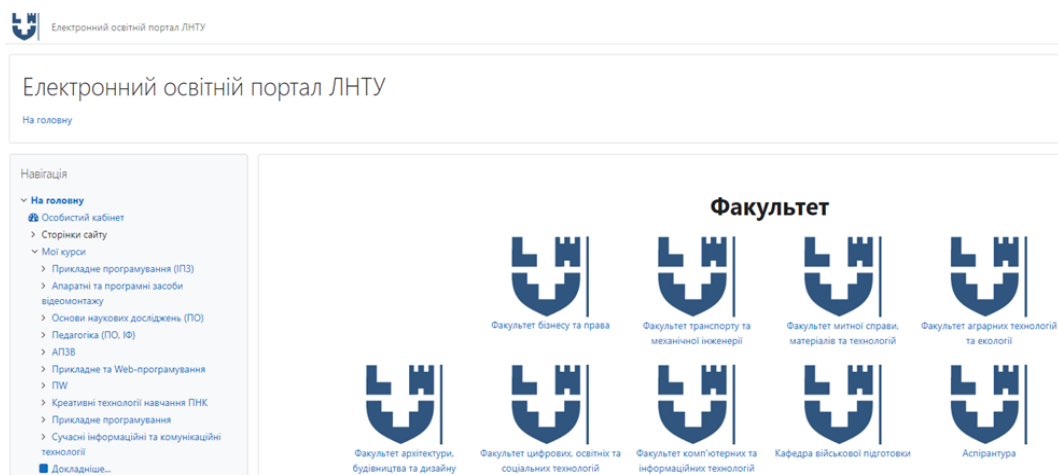 Електронний освітній портал ЛНТУ
Електронний освітній портал ЛНТУ
На головну
Навігація
На головну
Особистий кабінет
Сторінки сайту
Мої курси
Прикладне програмування (ІПЗ)
Апаратні та програмні засоби
відеомонтажу
Основи наукових досліджень (ПО)
Педагогіка (ПО, ІФ)
АПЗВ
Прикладне та Web-програмування
ПW
Креативні технології навчання ПНК
Прикладне програмування
Сучасні інформаційні та комунікаційні
технології
Докладніше...
Факультет
Факультет бізнесу та права
Факультет транспорту та
механічної інженерії
Факультет митної справи,
матеріалів та технологій
Факультет аграрних технологій
та екології
Факультет архітектури,
будівництва та дизайну
Факультет цифрових, освітніх та
соціальних технологій
Факультет комп'ютерних та
інформаційних технологій
Кафедра військової підготовки
Аспірантура